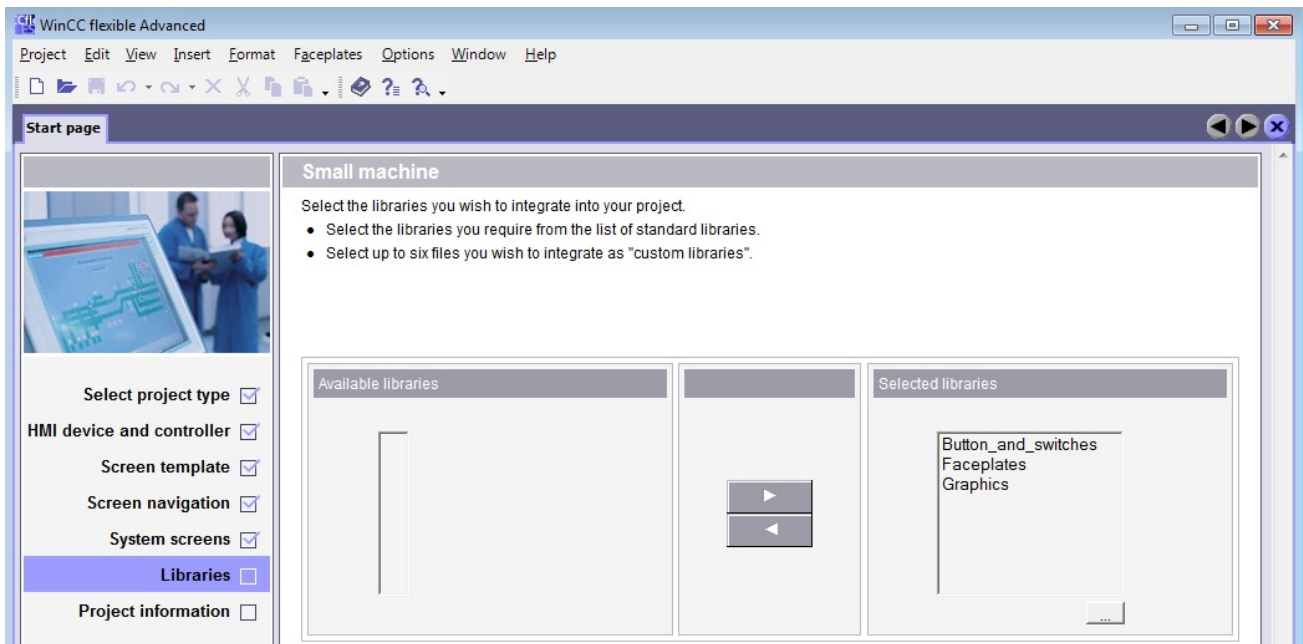 WinCC flexible Advanced
Project Edit View Insert Format Faceplates Options Window Help
Start page
Small machine
Select the libraries you wish to integrate into your project.
• Select the libraries you require from the list of standard libraries.
• Select up to six files you wish to integrate as "custom libraries".
Select project type
HMI device and controller
Screen template
Screen navigation
System screens
Libraries
Project information
Available libraries
Selected libraries
Button_and_switches
Faceplates
Graphics
...